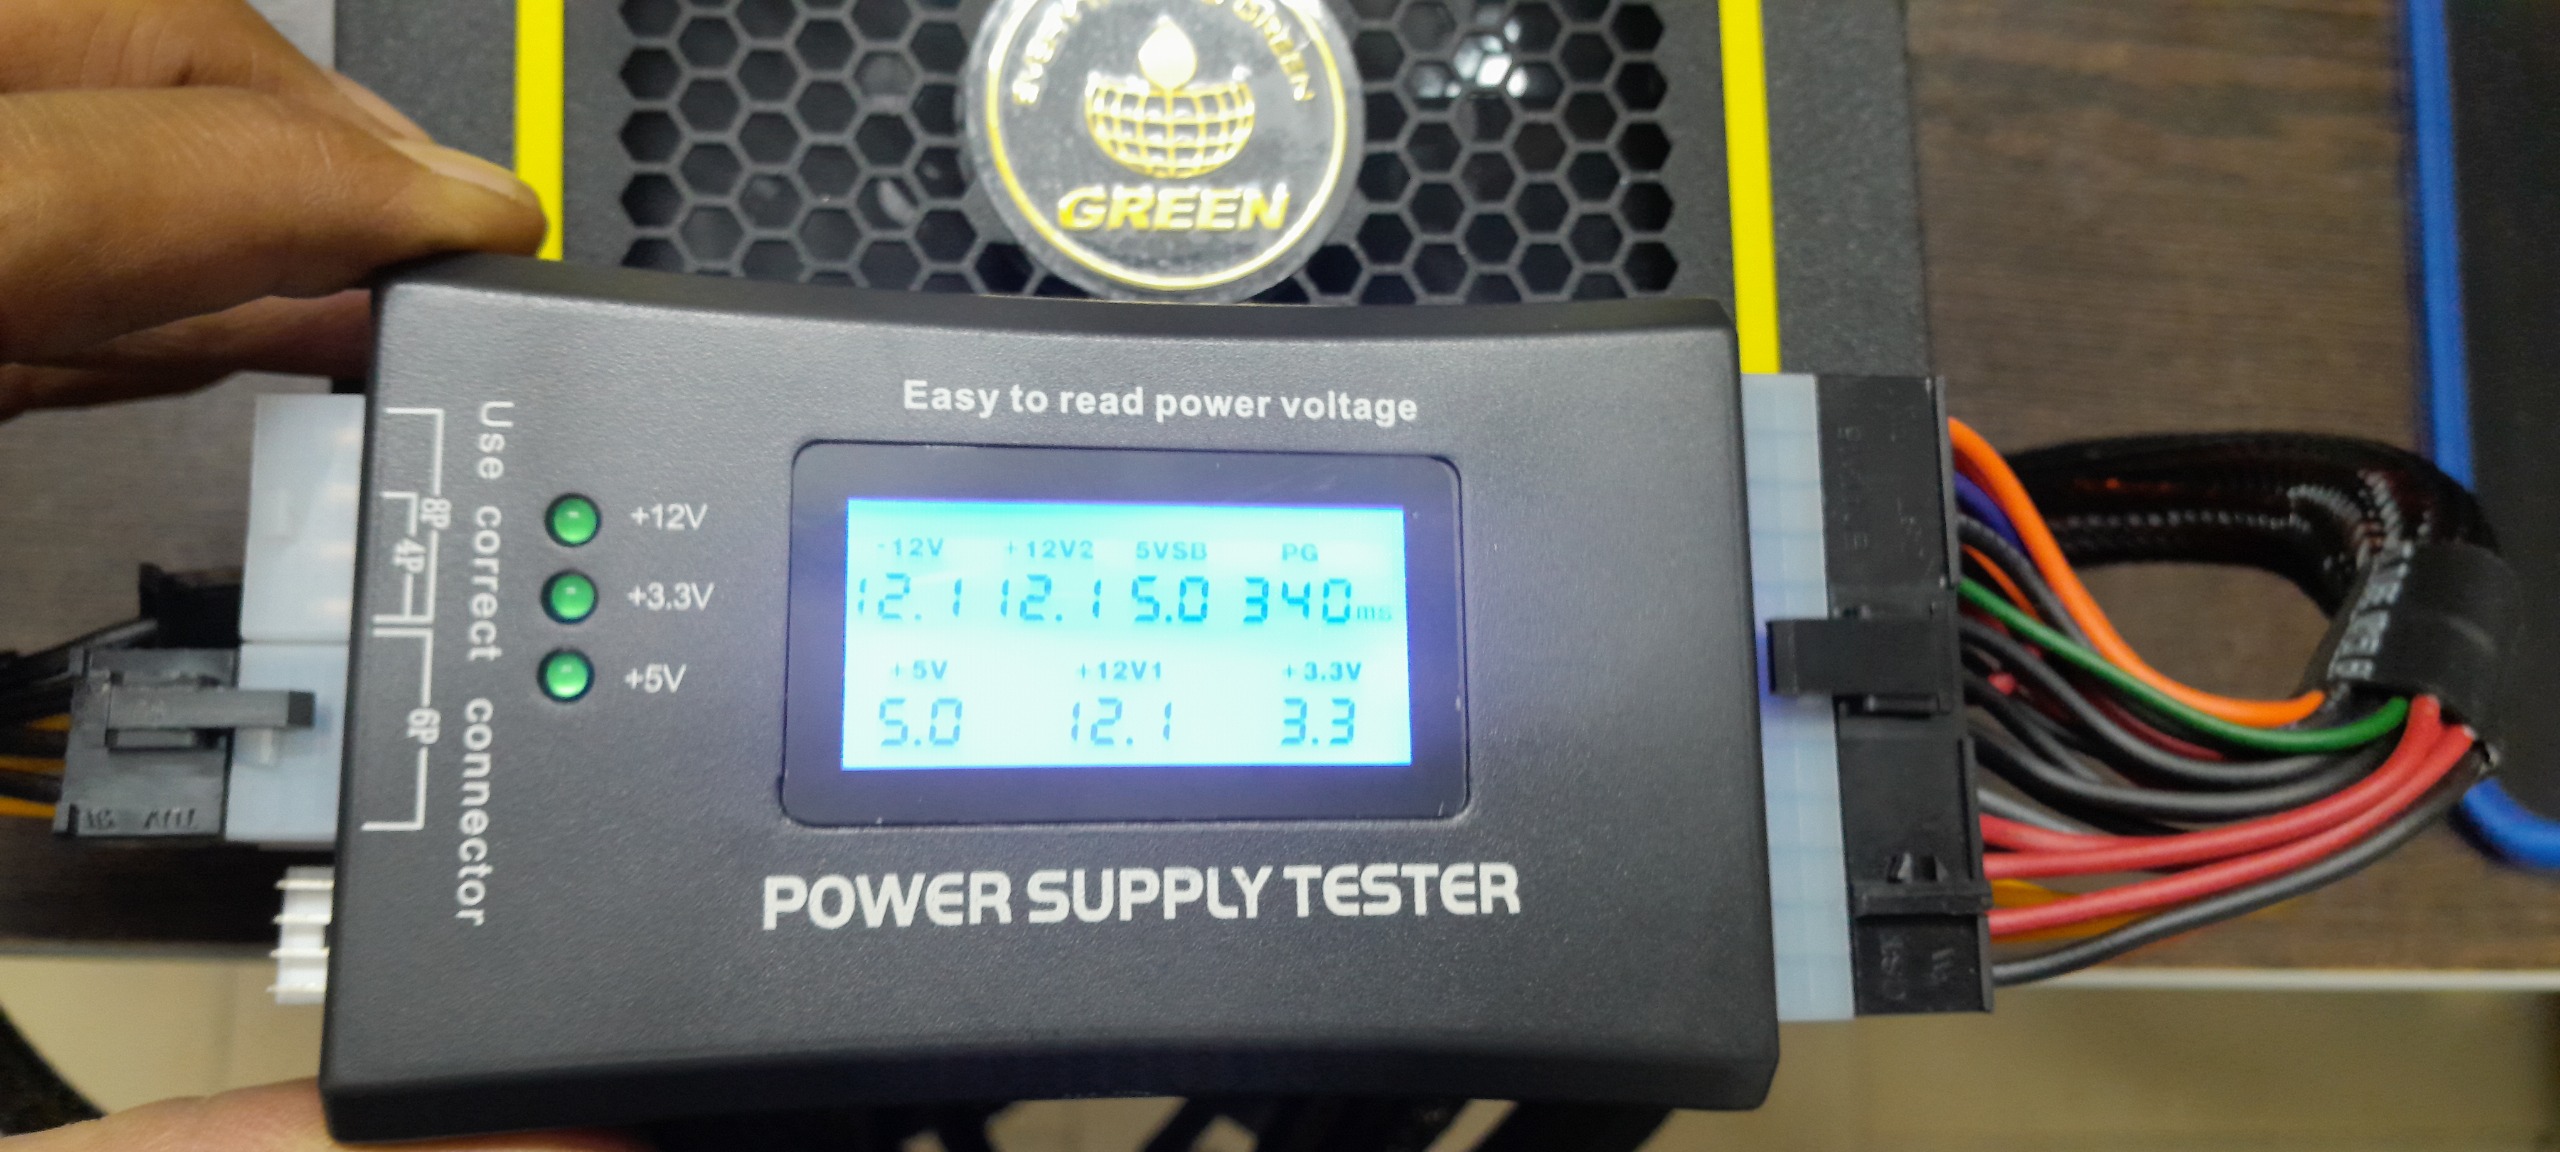 GREEN
GREEN
Easy to read power voltage
Use correct connector
8P
4P
6P
+12V
+3.3V
+5V
-12V +12V2 5VSB PG
12.1 12.1 5.0 340ms
+5V +12V1 +3.3V
5.0 12.1 3.3
POWER SUPPLY TESTER